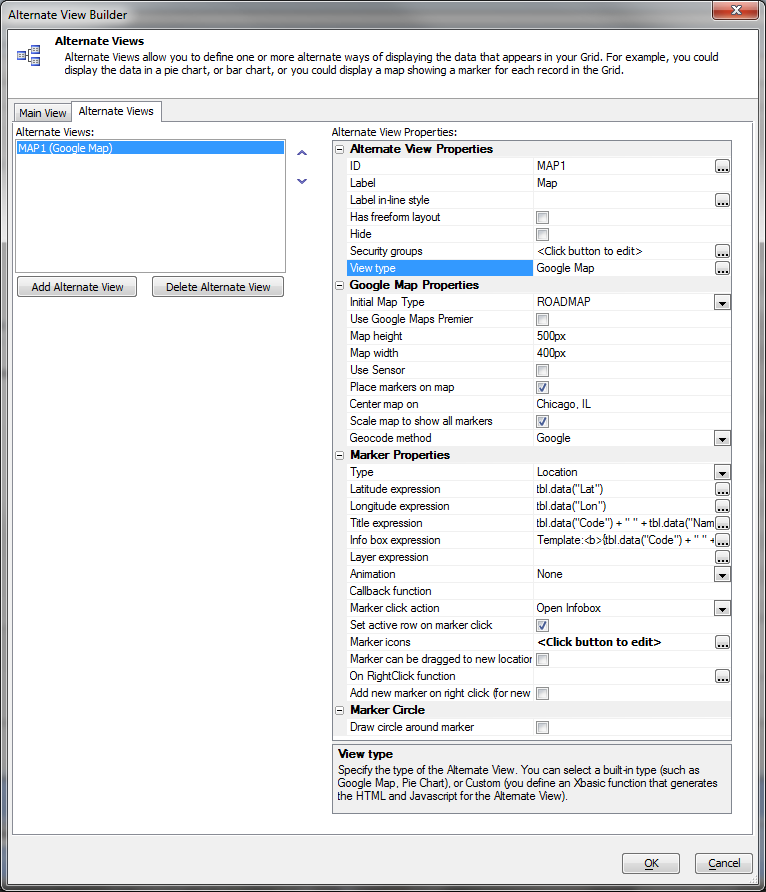 Alternate View Builder
Alternate Views
Alternate Views allow you to define one or more alternate ways of displaying the data that appears in your Grid. For example, you could
display the data in a pie chart, or bar chart, or you could display a map showing a marker for each record in the Grid.
Main View Alternate Views
Alternate Views:
MAP1 (Google Map)
Add Alternate View Delete Alternate View
Alternate View Properties:
Alternate View Properties
ID MAP1 ...
Label Map
Label in-line style ...
Has freeform layout
Hide
Security groups <Click button to edit> ...
View type Google Map ...
Google Map Properties
Initial Map Type ROADMAP
Use Google Maps Premier
Map height 500px
Map width 400px
Use Sensor
Place markers on map
Center map on Chicago, IL
Scale map to show all markers
Geocode method Google
Marker Properties
Type Location
Latitude expression tbl.data("Lat") ...
Longitude expression tbl.data("Lon") ...
Title expression tbl.data("Code") + " " + tbl.data("Nam ...
Info box expression Template:<b>{tbl.data("Code") + " " + ...
Layer expression ...
Animation None
Callback function
Marker click action Open Infobox
Set active row on marker click
Marker icons <Click button to edit> ...
Marker can be dragged to new location
On RightClick function ...
Add new marker on right click (for new
Marker Circle
Draw circle around marker
View type
Specify the type of the Alternate View. You can select a built-in type (such as
Google Map, Pie Chart), or Custom (you define an Xbasic function that generates
the HTML and Javascript for the Alternate View).
OK Cancel